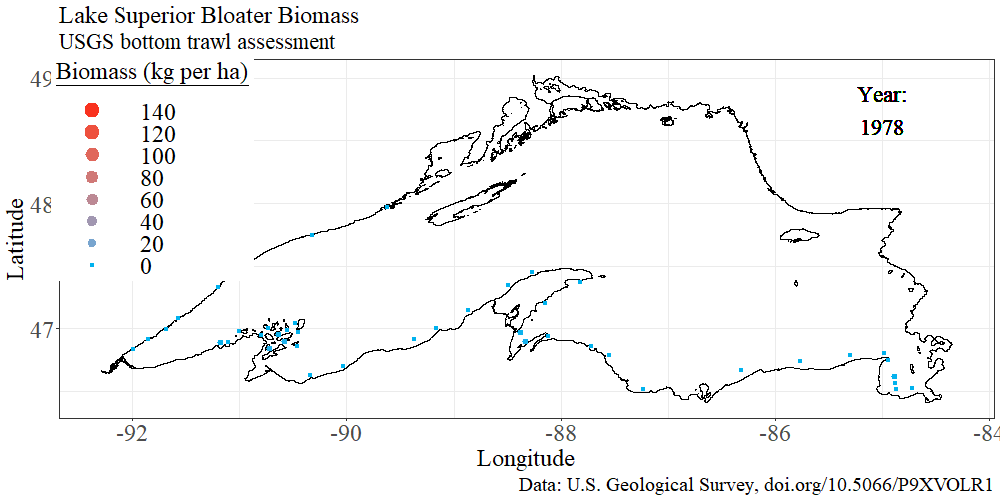 Lake Superior Bloater Biomass
USGS bottom trawl assessment
Biomass (kg per ha)
140
120
100
80
60
40
20
0
Year:
1978
49
48
47
Latitude
-92
-90
-88
-86
-84
Longitude
Data: U.S. Geological Survey, doi.org/10.5066/P9XVOLR1